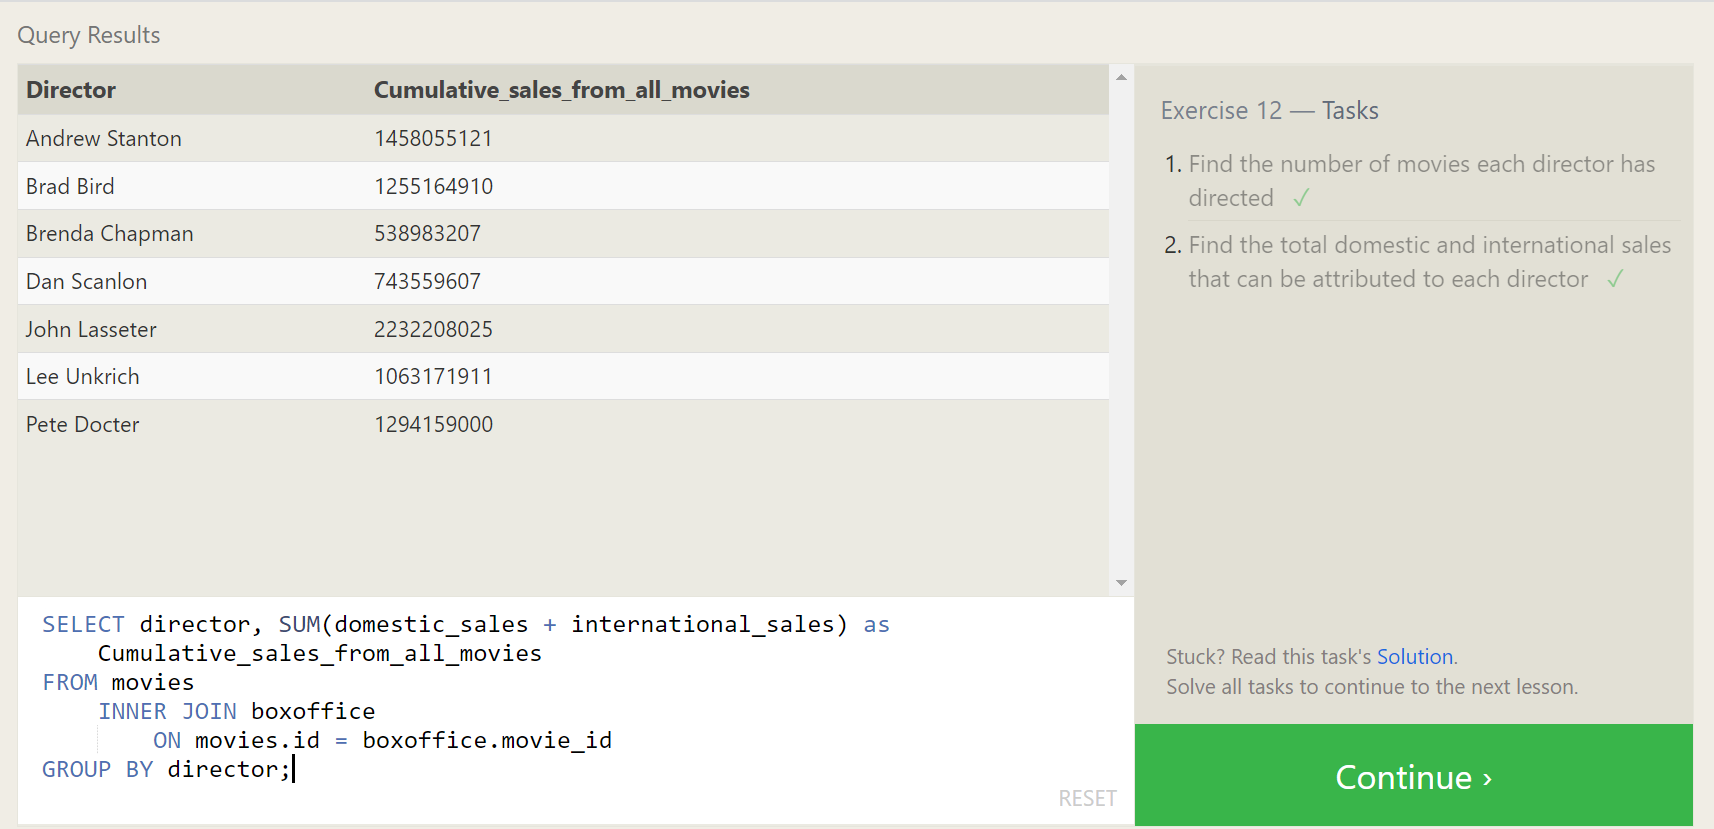 Query Results
Director Cumulative_sales_from_all_movies
Andrew Stanton 1458055121
Brad Bird 1255164910
Brenda Chapman 538983207
Dan Scanlon 743559607
John Lasseter 2232208025
Lee Unkrich 1063171911
Pete Docter 1294159000
SELECT director, SUM(domestic_sales + international_sales) as
Cumulative_sales_from_all_movies
FROM movies
INNER JOIN boxoffice
ON movies.id = boxoffice.movie_id
GROUP BY director;
RESET
Exercise 12 — Tasks
1. Find the number of movies each director has
directed ✓
2. Find the total domestic and international sales
that can be attributed to each director ✓
Stuck? Read this task's Solution.
Solve all tasks to continue to the next lesson.
Continue ›